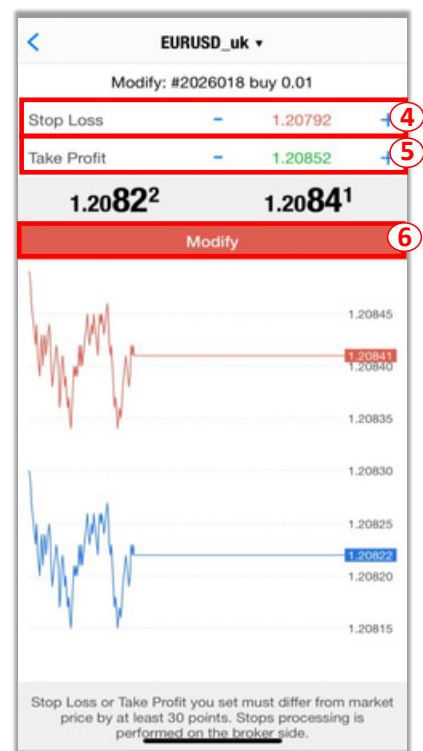 EURUSD_uk ▾
Modify: #2026018 buy 0.01
Stop Loss - 1.20792 + ④
Take Profit - 1.20852 + ⑤
1.20822 1.20841
Modify ⑥
1.20845
1.20841
1.20840
1.20835
1.20830
1.20825
1.20822
1.20820
1.20815
Stop Loss or Take Profit you set must differ from market
price by at least 30 points. Stops processing is
performed on the broker side.